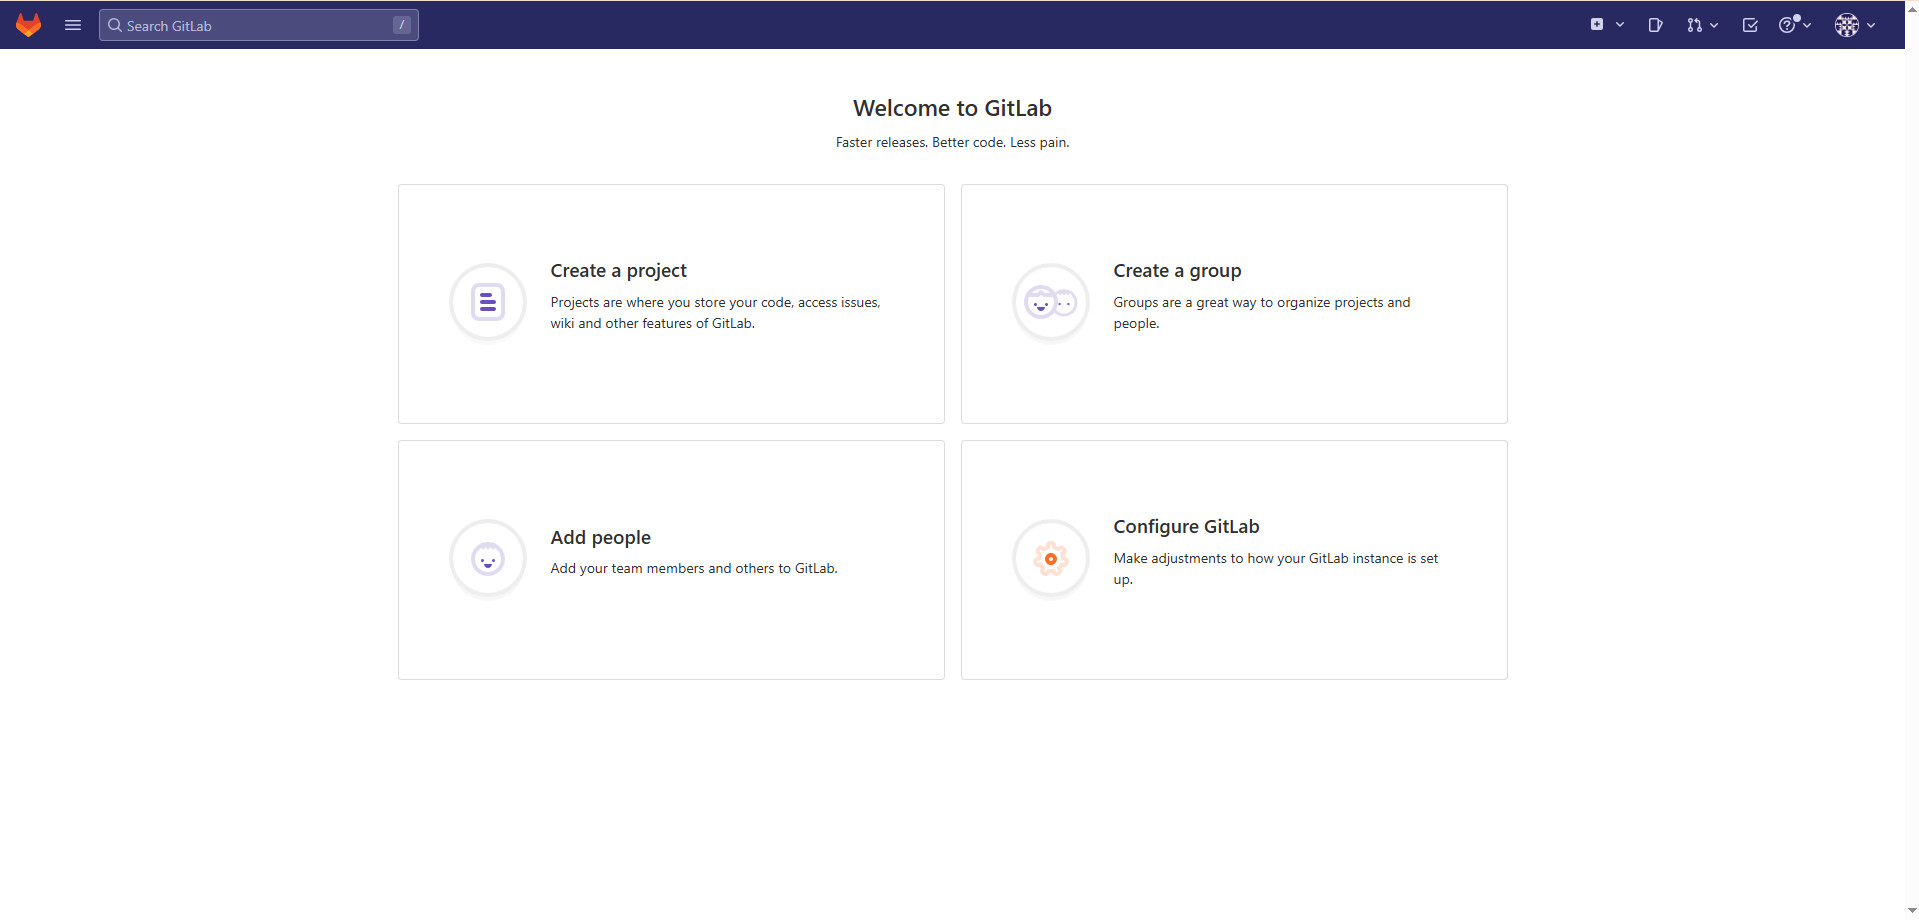 Search GitLab /
Welcome to GitLab
Faster releases. Better code. Less pain.
Create a project
Projects are where you store your code, access issues,
wiki and other features of GitLab.
Create a group
Groups are a great way to organize projects and
people.
Add people
Add your team members and others to GitLab.
Configure GitLab
Make adjustments to how your GitLab instance is set
up.